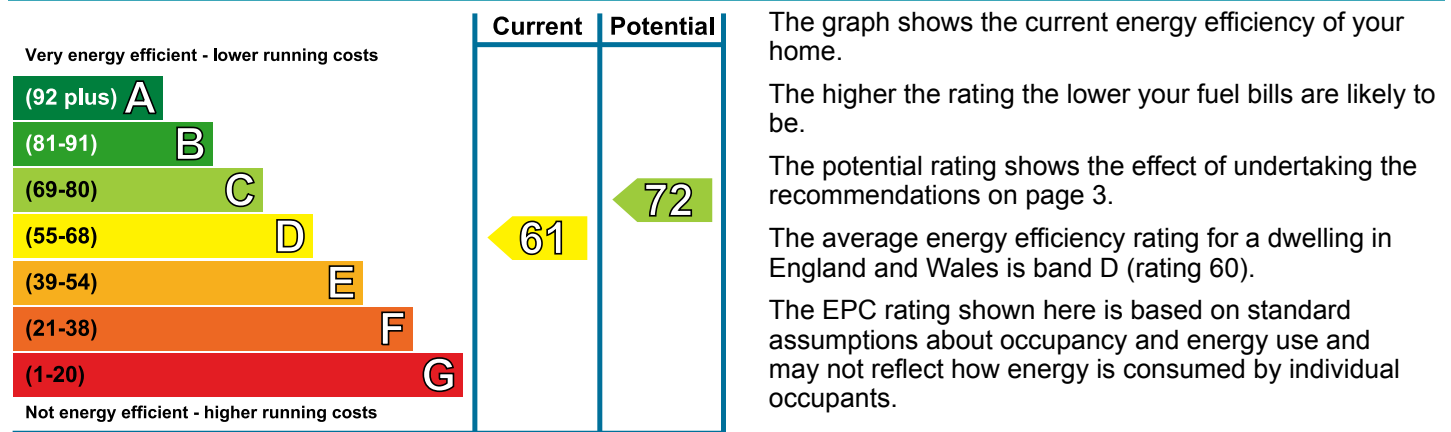 Current Potential
Very energy efficient - lower running costs
(92 plus) A
(81-91) B
(69-80) C
72
(55-68) D
61
(39-54) E
(21-38) F
(1-20) G
Not energy efficient - higher running costs
The graph shows the current energy efficiency of your
home.
The higher the rating the lower your fuel bills are likely to
be.
The potential rating shows the effect of undertaking the
recommendations on page 3.
The average energy efficiency rating for a dwelling in
England and Wales is band D (rating 60).
The EPC rating shown here is based on standard
assumptions about occupancy and energy use and
may not reflect how energy is consumed by individual
occupants.